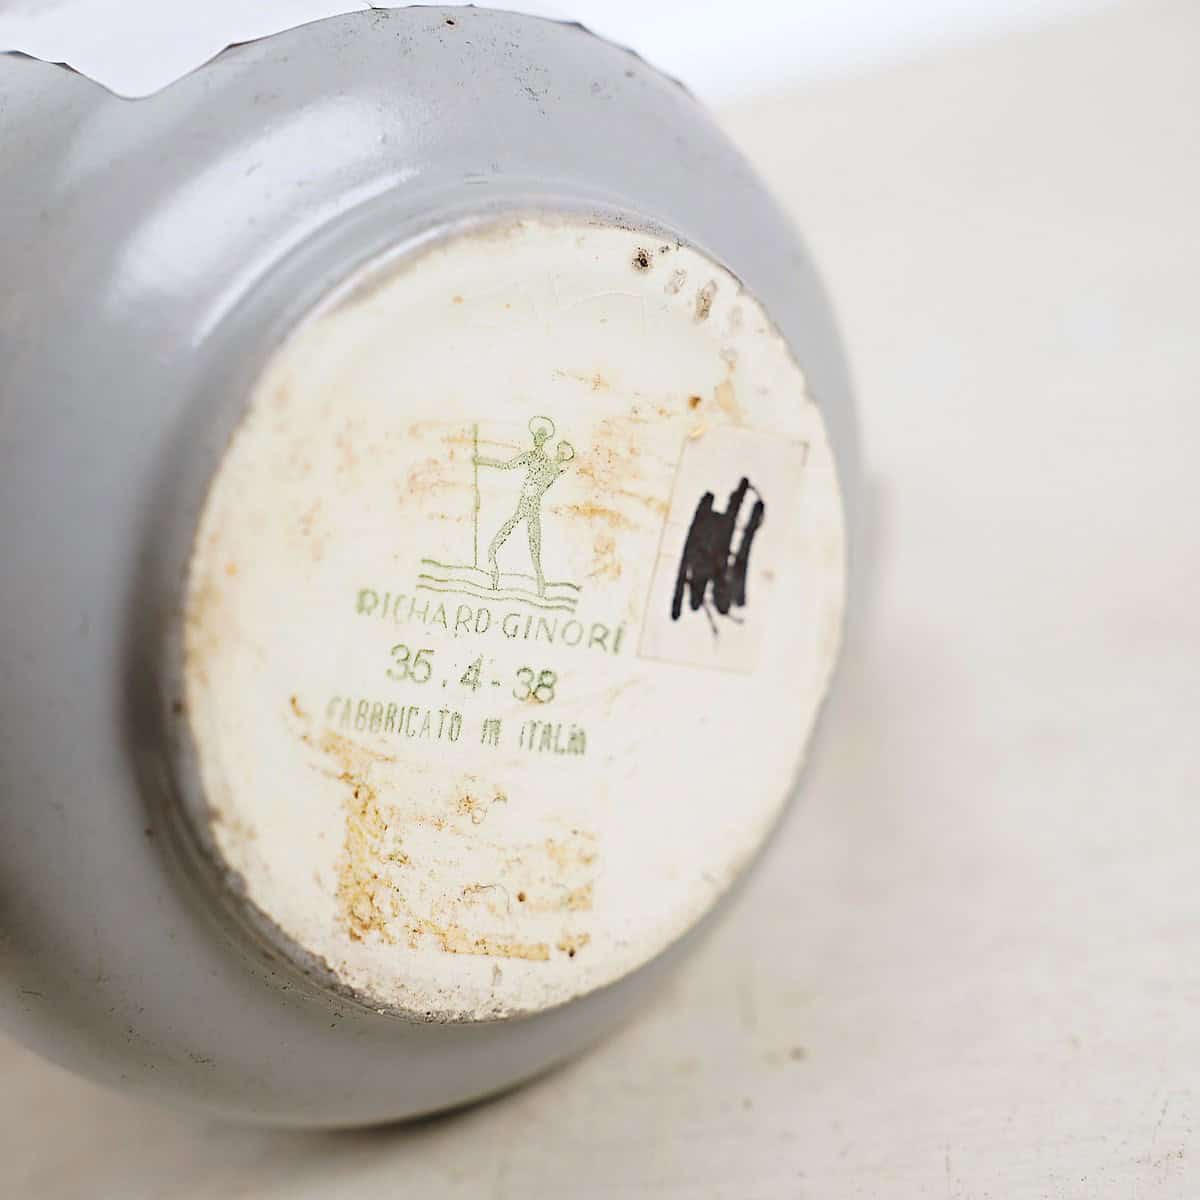 RICHARD-GINORI
35.4-38
FABBRICATO IN ITALIA